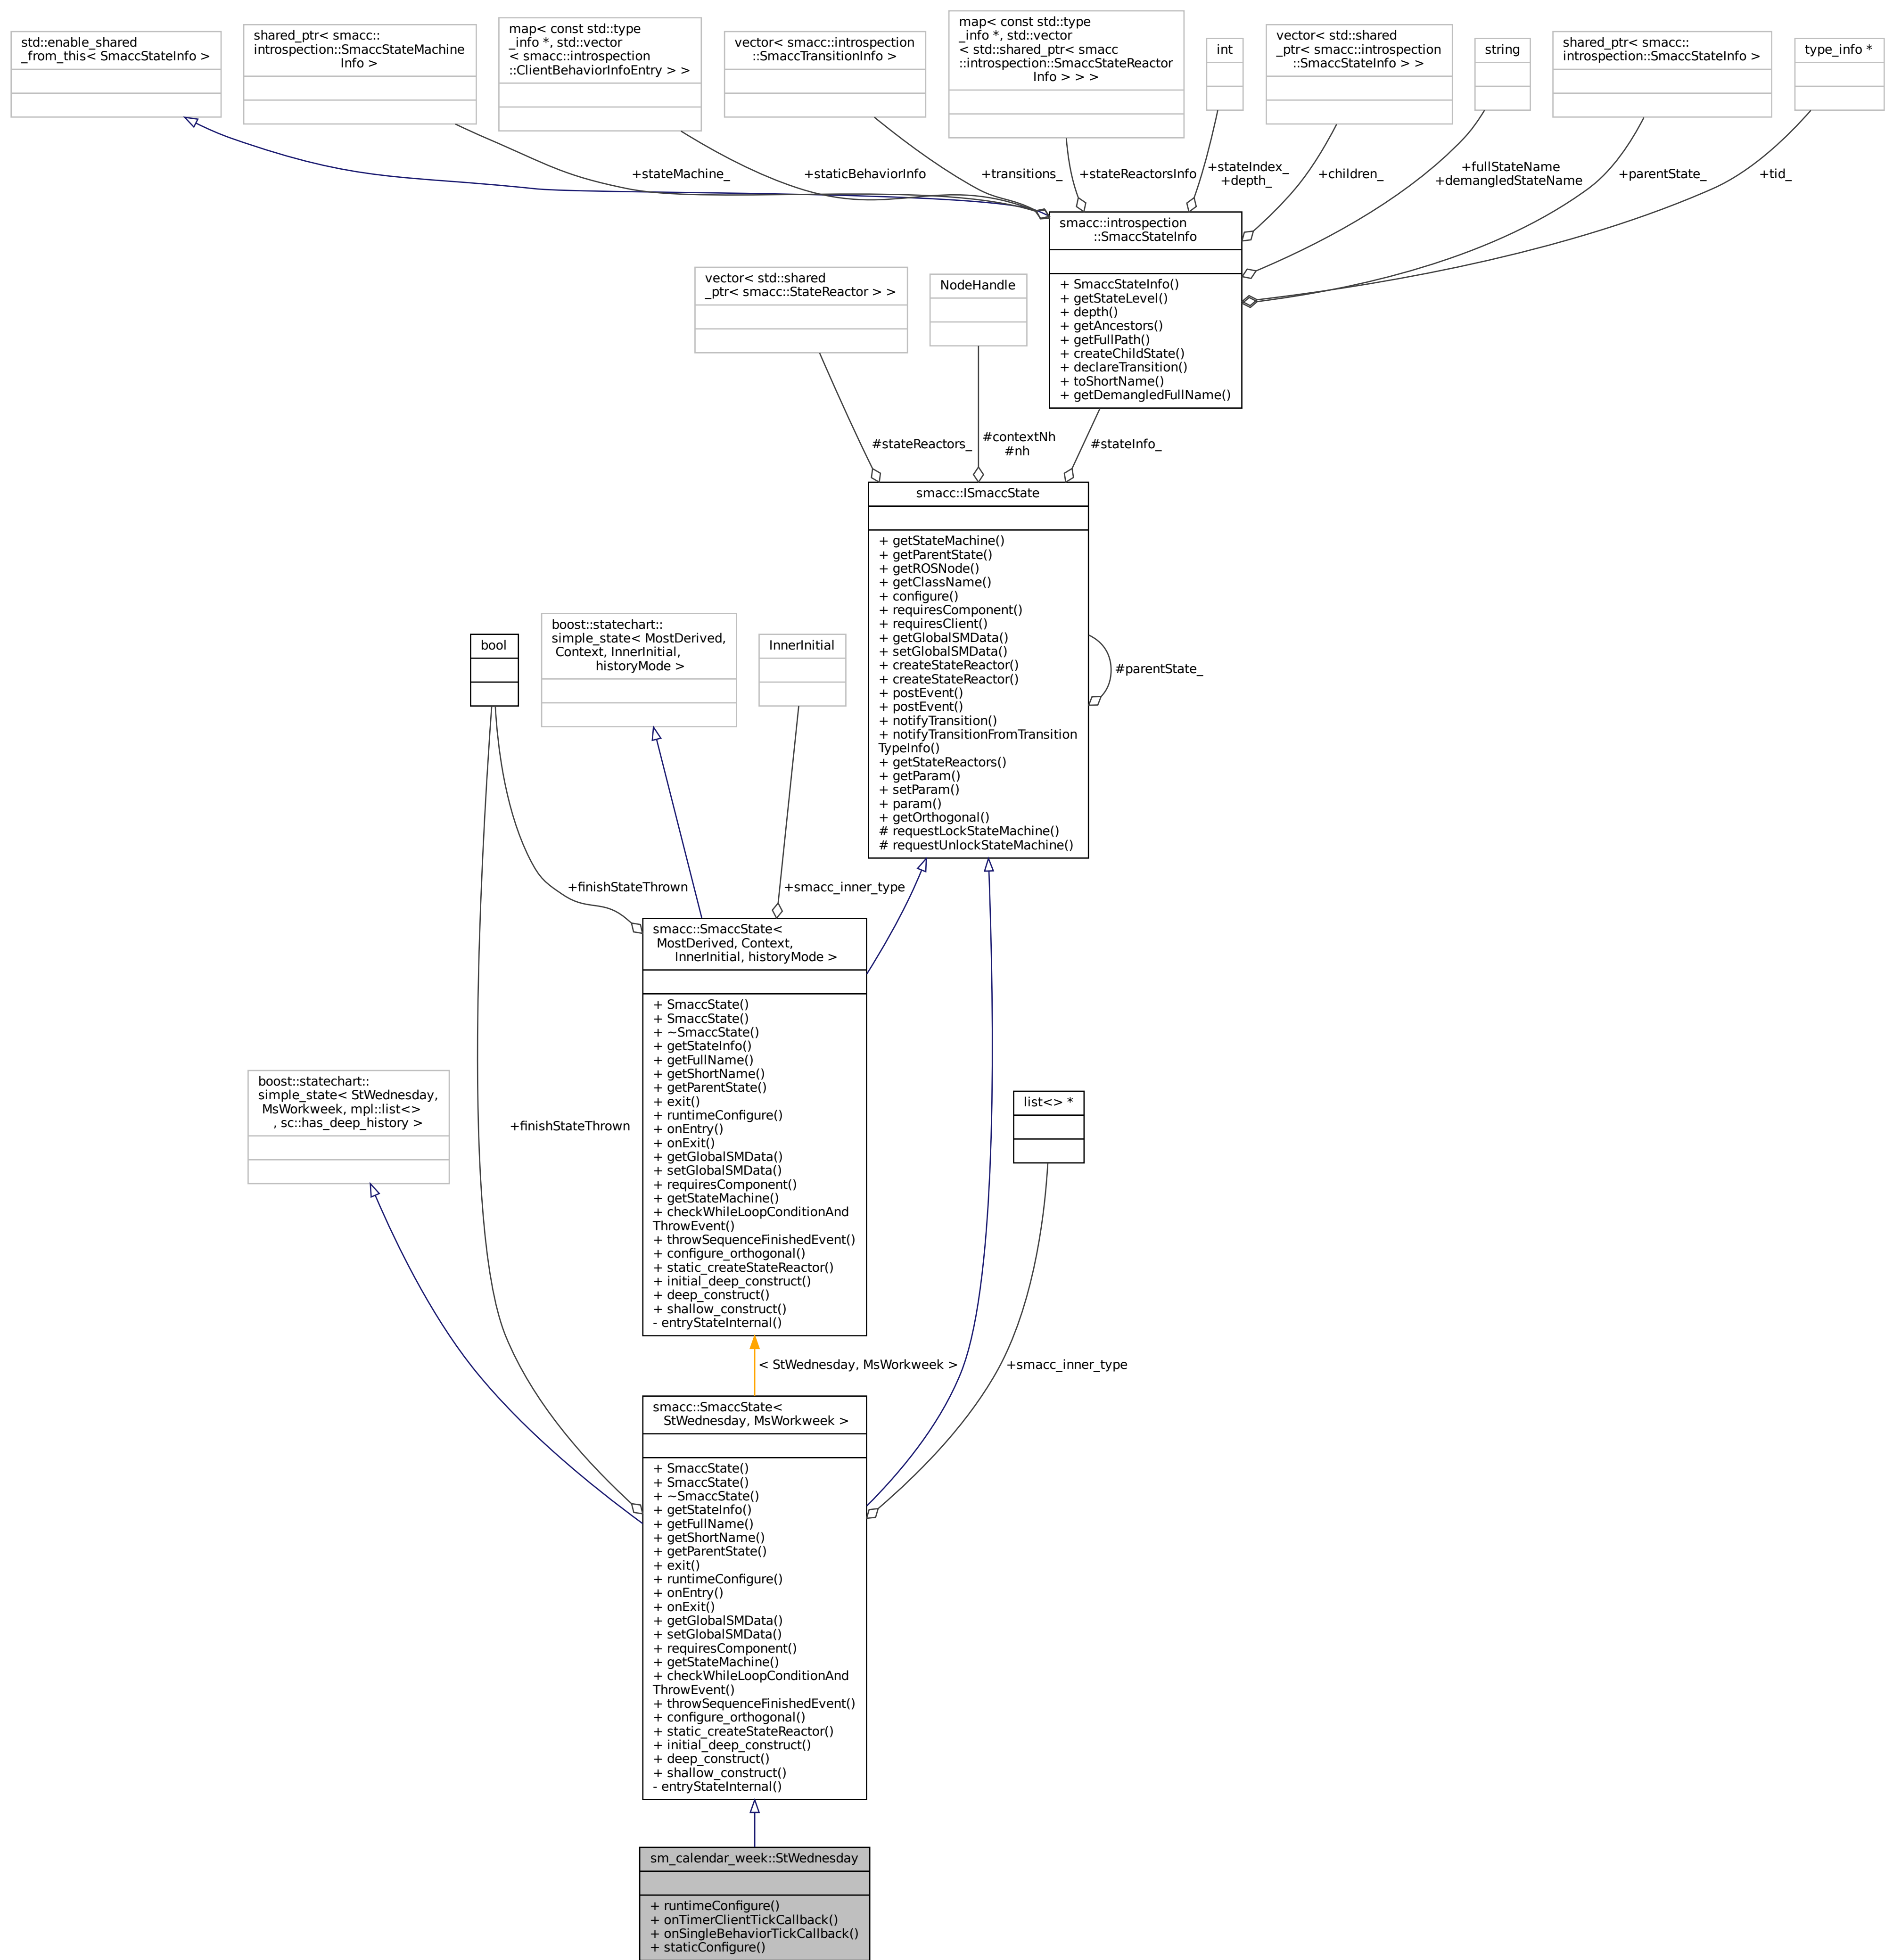 std::enable_shared
_from_this< SmaccStateInfo >
shared_ptr< smacc::
introspection::SmaccStateMachine
Info >
map< const std::type
_info *, std::vector
< smacc::introspection
::ClientBehaviorInfoEntry > >
vector< smacc::introspection
::SmaccTransitionInfo >
map< const std::type
_info *, std::vector
< std::shared_ptr< smacc
::introspection::SmaccStateReactor
Info > > >
int
vector< std::shared
_ptr< smacc::introspection
::SmaccStateInfo > >
string
shared_ptr< smacc::
introspection::SmaccStateInfo >
type_info *
+stateMachine_
+staticBehaviorInfo
+transitions_
+stateReactorsInfo
+stateIndex_
+depth_
+children_
+fullStateName
+demangledStateName
+parentState_
+tid_
smacc::introspection
::SmaccStateInfo
+ SmaccStateInfo()
+ getStateLevel()
+ depth()
+ getAncestors()
+ getFullPath()
+ createChildState()
+ declareTransition()
+ toShortName()
+ getDemangledFullName()
vector< std::shared
_ptr< smacc::StateReactor > >
NodeHandle
#stateReactors_
#contextNh
#nh
#stateInfo_
smacc::ISmaccState
+ getStateMachine()
+ getParentState()
+ getROSNode()
+ getClassName()
+ configure()
+ requiresComponent()
+ requiresClient()
+ getGlobalSMData()
+ setGlobalSMData()
+ createStateReactor()
+ createStateReactor()
+ postEvent()
+ postEvent()
+ notifyTransition()
+ notifyTransitionFromTransition
TypeInfo()
+ getStateReactors()
+ getParam()
+ setParam()
+ param()
+ getOrthogonal()
# requestLockStateMachine()
# requestUnlockStateMachine()
#parentState_
bool
boost::statechart::
simple_state< MostDerived,
Context, InnerInitial,
historyMode >
InnerInitial
+finishStateThrown
+smacc_inner_type
smacc::SmaccState<
MostDerived, Context,
InnerInitial, historyMode >
+ SmaccState()
+ SmaccState()
+ ~SmaccState()
+ getStateInfo()
+ getFullName()
+ getShortName()
+ getParentState()
+ exit()
+ runtimeConfigure()
+ onEntry()
+ onExit()
+ getGlobalSMData()
+ setGlobalSMData()
+ requiresComponent()
+ getStateMachine()
+ checkWhileLoopConditionAnd
ThrowEvent()
+ throwSequenceFinishedEvent()
+ configure_orthogonal()
+ static_createStateReactor()
+ initial_deep_construct()
+ deep_construct()
+ shallow_construct()
- entryStateInternal()
boost::statechart::
simple_state< StWednesday,
MsWorkweek, mpl::list<>
, sc::has_deep_history >
+finishStateThrown
list<> *
< StWednesday, MsWorkweek >
+smacc_inner_type
smacc::SmaccState<
StWednesday, MsWorkweek >
+ SmaccState()
+ SmaccState()
+ ~SmaccState()
+ getStateInfo()
+ getFullName()
+ getShortName()
+ getParentState()
+ exit()
+ runtimeConfigure()
+ onEntry()
+ onExit()
+ getGlobalSMData()
+ setGlobalSMData()
+ requiresComponent()
+ getStateMachine()
+ checkWhileLoopConditionAnd
ThrowEvent()
+ throwSequenceFinishedEvent()
+ configure_orthogonal()
+ static_createStateReactor()
+ initial_deep_construct()
+ deep_construct()
+ shallow_construct()
- entryStateInternal()
sm_calendar_week::StWednesday
+ runtimeConfigure()
+ onTimerClientTickCallback()
+ onSingleBehaviorTickCallback()
+ staticConfigure()